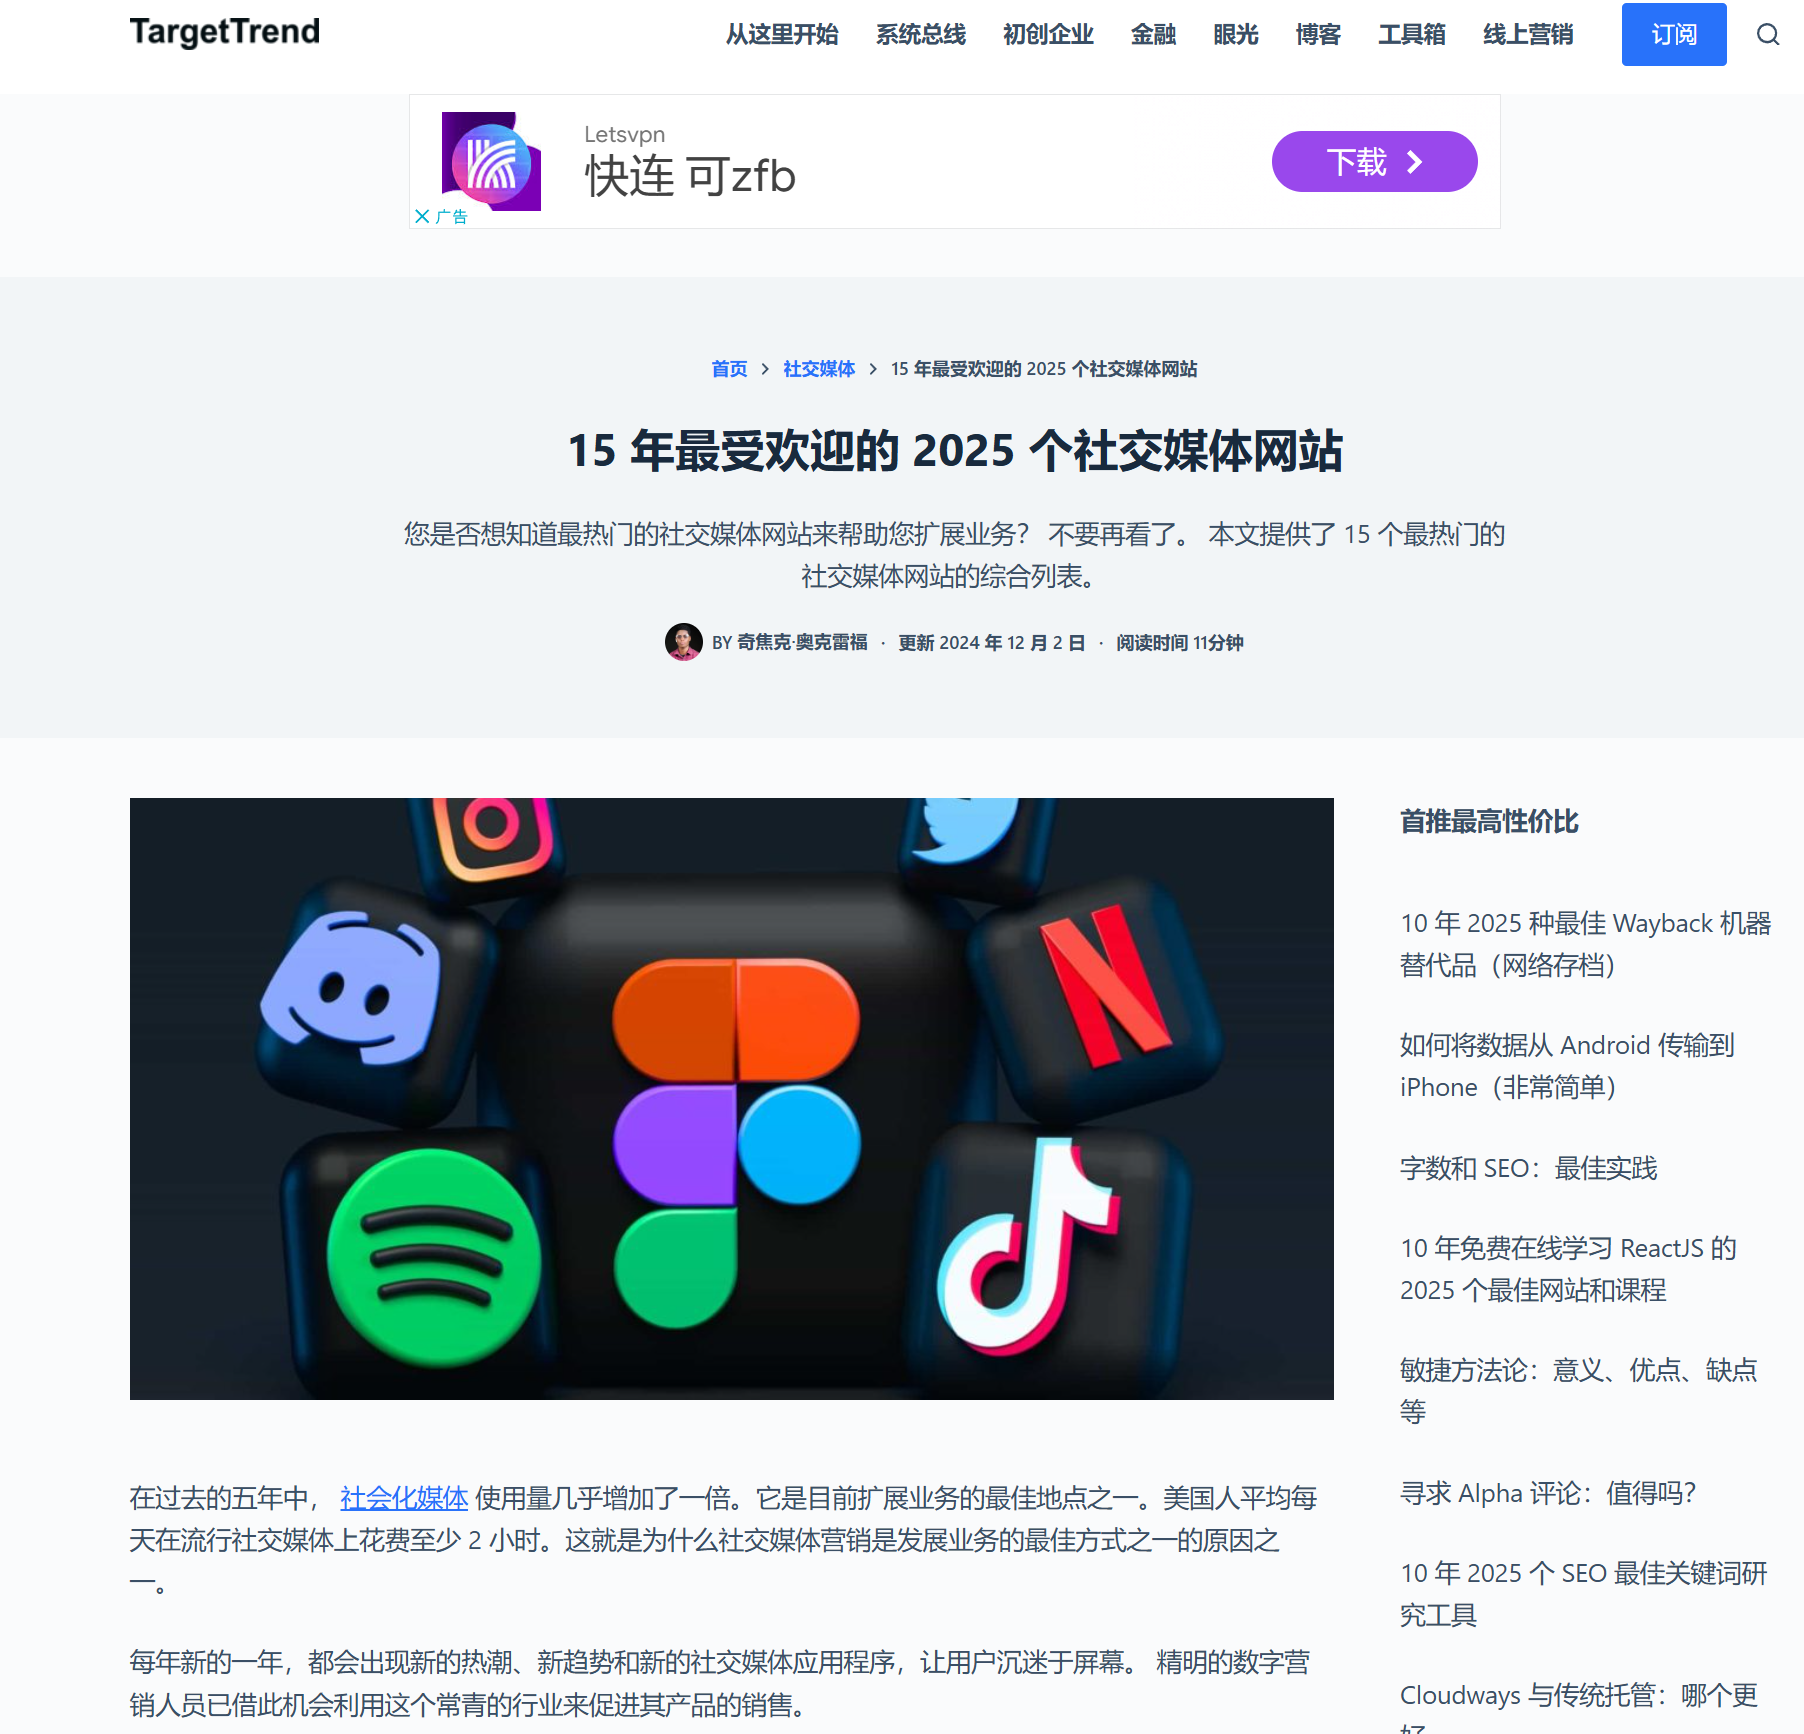 TargetTrend
从这里开始 系统总线 初创企业 金融 眼光 博客 工具箱 线上营销 订阅
Letsvpn
快连 可zfb
下载
广告
首页 > 社交媒体 > 15 年最受欢迎的 2025 个社交媒体网站
15 年最受欢迎的 2025 个社交媒体网站
您是否想知道最热门的社交媒体网站来帮助您扩展业务？ 不要再看了。 本文提供了 15 个最热门的
社交媒体网站的综合列表。
BY 奇焦克·奥克雷福 · 更新 2024 年 12 月 2 日 · 阅读时间 11分钟
在过去的五年中， 社会化媒体 使用量几乎增加了一倍。它是目前扩展业务的最佳地点之一。美国人平均每
天在流行社交媒体上花费至少 2 小时。这就是为什么社交媒体营销是发展业务的最佳方式之一的原因之
一。
每年新的一年，都会出现新的热潮、新趋势和新的社交媒体应用程序，让用户沉迷于屏幕。 精明的数字营
销人员已借此机会利用这个常青的行业来促进其产品的销售。
首推最高性价比
10 年 2025 种最佳 Wayback 机器
替代品（网络存档）
如何将数据从 Android 传输到
iPhone（非常简单）
字数和 SEO：最佳实践
10 年免费在线学习 ReactJS 的
2025 个最佳网站和课程
敏捷方法论：意义、优点、缺点
等
寻求 Alpha 评论：值得吗？
10 年 2025 个 SEO 最佳关键词研
究工具
Cloudways 与传统托管：哪个更